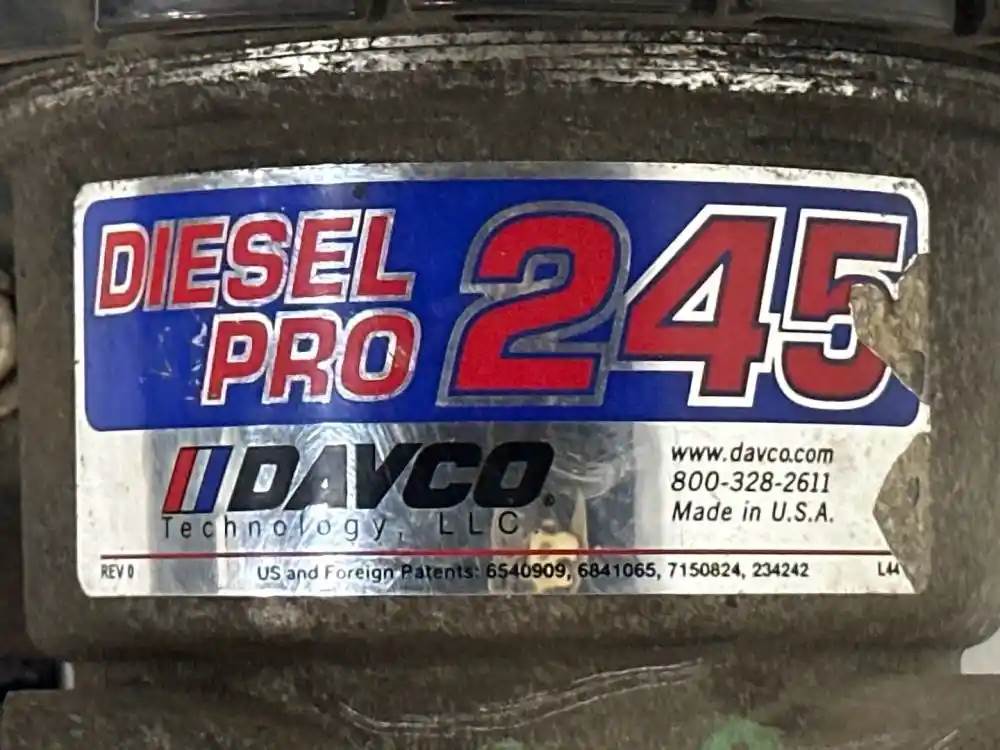 DIESEL
PRO
245
DAVCO®
Technology, LLC
www.davco.com
800-328-2611
Made in U.S.A.
REV 0
US and Foreign Patents: 6540909, 6841065, 7150824, 234242
L44